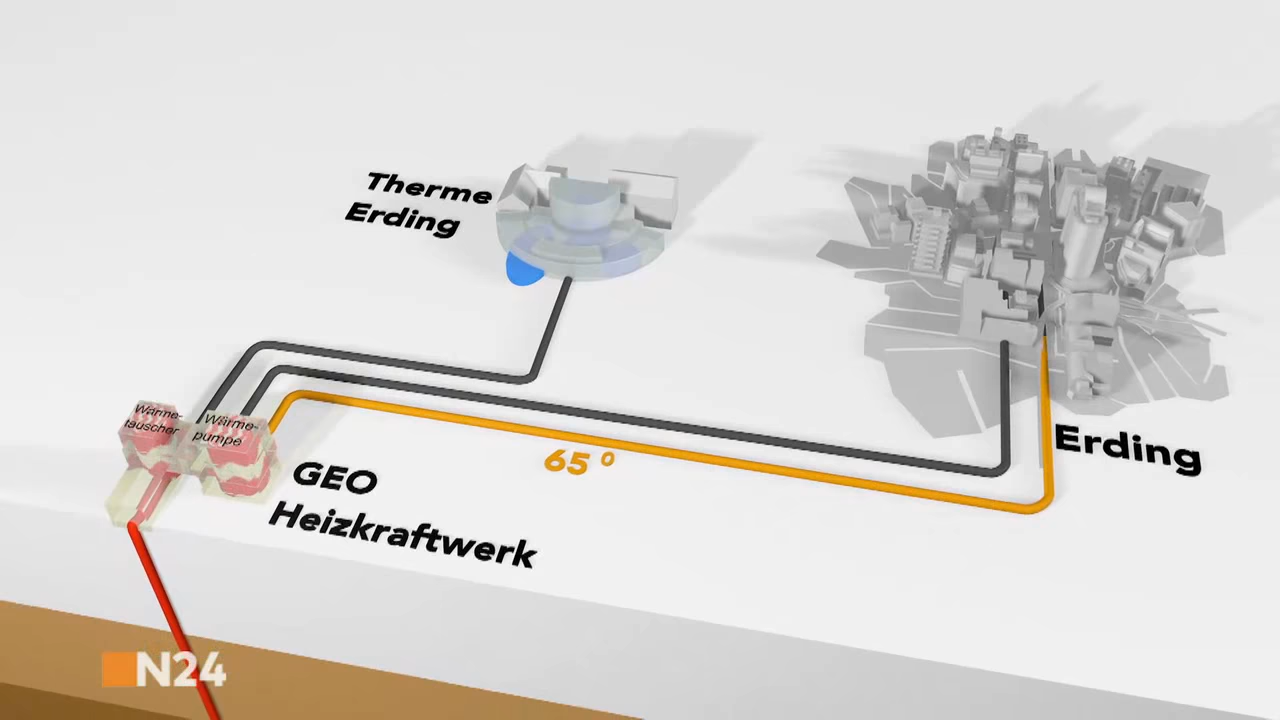 Therme
Erding
Wärme-
tauscher
Wärme-
pumpe
GEO
Heizkraftwerk
65°
Erding
N24